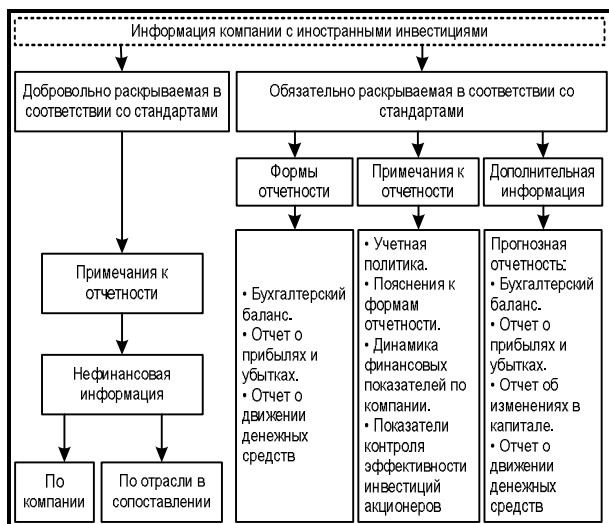 Информация компании с иностранными инвестициями
Добровольно раскрываемая в
соответствии со стандартами
Обязательно раскрываемая в соответствии со
стандартами
Формы
отчетности
Примечания к
отчетности
Дополнительная
информация
Примечания к
отчетности
Нефинансовая
информация
По
компании
По отрасли в
сопоставлении
• Бухгалтерский
баланс.
• Отчет о
прибылях и
убытках.
• Отчет о
движении
денежных
средств
• Учетная
политика.
• Пояснения к
формам
отчетности.
• Динамика
финансовых
показателей по
компании.
• Показатели
контроля
эффективности
инвестиций
акционеров
Прогнозная
отчетность:
• Бухгалтерский
баланс.
• Отчет о
прибылях и
убытках.
• Отчет об
изменениях в
капитале.
• Отчет о
движении
денежных
средств